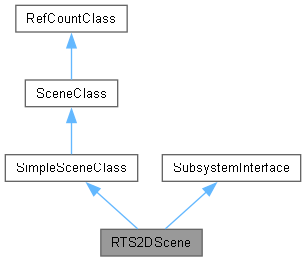 RefCountClass
SceneClass
SimpleSceneClass
SubsystemInterface
RTS2DScene